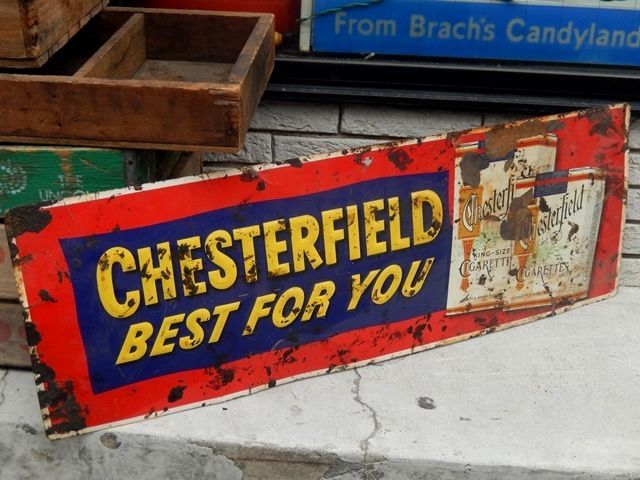 From Brach's Candyland
CHESTERFIELD
BEST FOR YOU
Chesterfield
KING-SIZE
CIGARETTES
Chesterfield
CIGARETTES